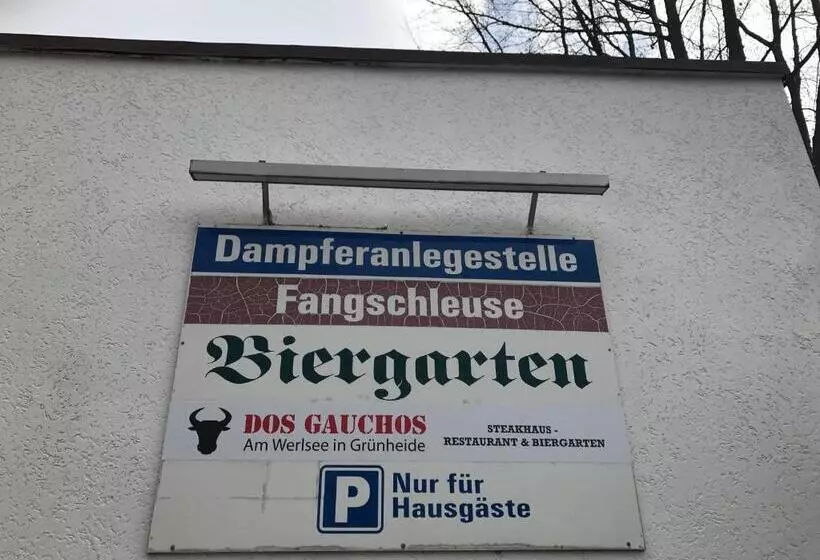 Dampferanlegestelle
Fangschleuse
Biergarten
DOS GAUCHOS
Am Werlsee in Grünheide
STEAKHAUS -
RESTAURANT & BIERGARTEN
P
Nur für
Hausgäste